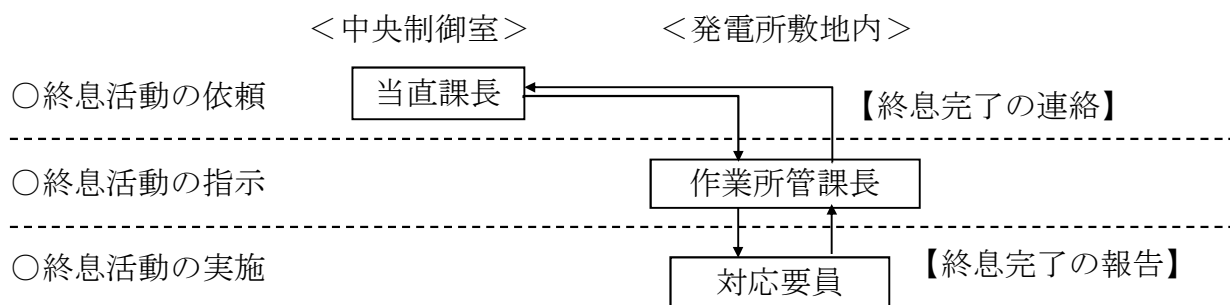 ＜中央制御室＞
＜発電所敷地内＞
○終息活動の依頼
当直課長
【終息完了の連絡】
○終息活動の指示
作業所管課長
○終息活動の実施
対応要員
【終息完了の報告】